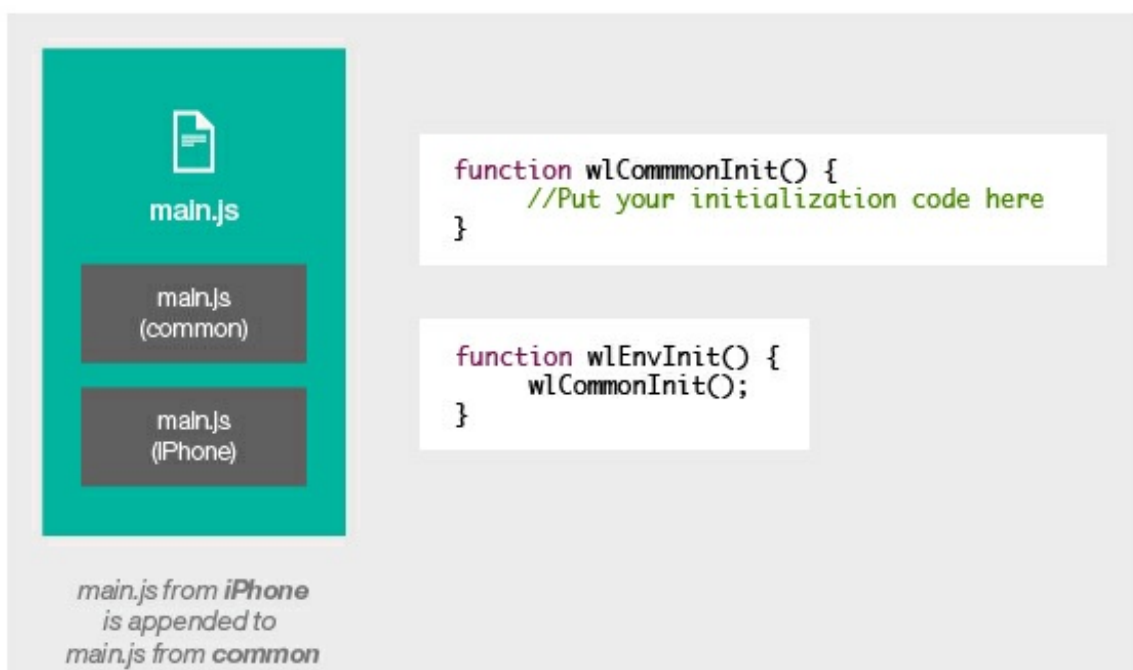 main.js
main.js
(common)
main.js
(iPhone)
main.js from iPhone
is appended to
main.js from common
function wlCommmonInit() {
//Put your initialization code here
}
function wlEnvInit() {
wlCommonInit();
}